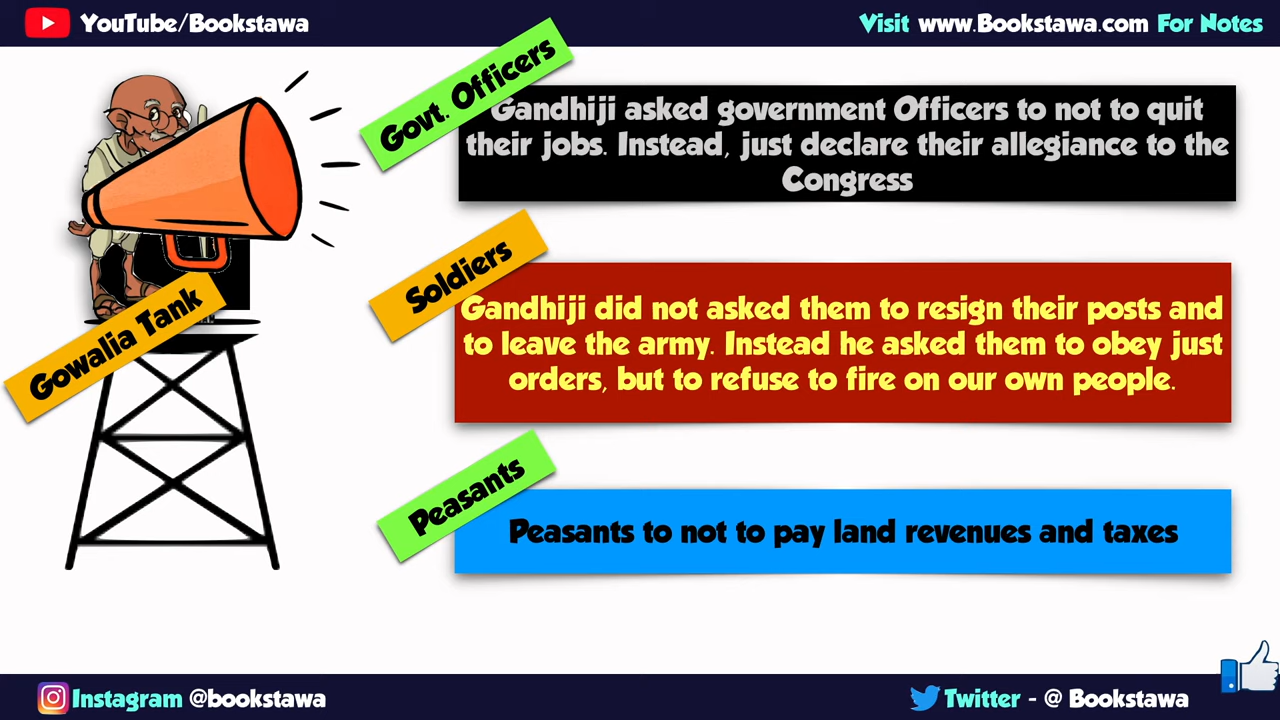 YouTube/Bookstawa
Visit www.Bookstawa.com For Notes
Govt. Officers
Gandhiji asked government Officers to not to quit
their jobs. Instead, just declare their allegiance to the
Congress
Soldiers
Gandhiji did not asked them to resign their posts and
to leave the army. Instead he asked them to obey just
orders, but to refuse to fire on our own people.
Gowalia Tank
Peasants
Peasants to not to pay land revenues and taxes
Instagram @bookstawa
Twitter - @ Bookstawa